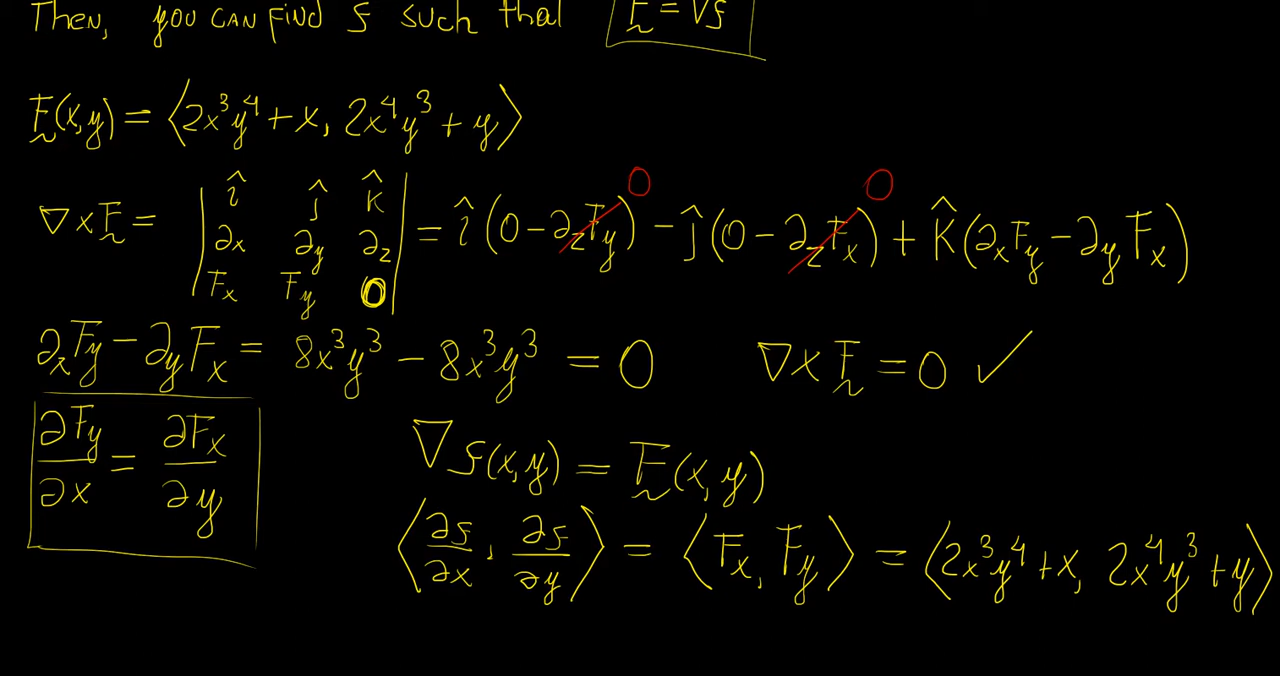 Then, you can find f such that F = ∇f
F(x,y) = ⟨2x³y⁴ + x, 2x⁴y³ + y⟩
∇×F = | î ĵ k̂ | = î(0 - ∂zFy) - ĵ(0 - ∂zFx) + k̂(∂xFy - ∂yFx)
0 0
∂x ∂y ∂z
Fx Fy 0
∂xFy - ∂yFx = 8x³y³ - 8x³y³ = 0 ∇×F = 0 ✓
∂Fy/∂x = ∂Fx/∂y
∇f(x,y) = F(x,y)
⟨∂f/∂x, ∂f/∂y⟩ = ⟨Fx, Fy⟩ = ⟨2x³y⁴ + x, 2x⁴y³ + y⟩